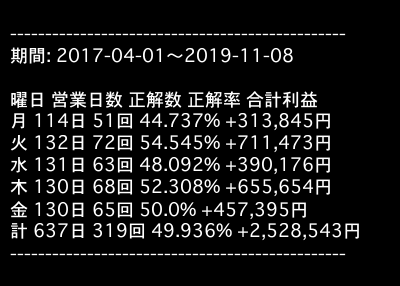 ------------------------------------------------
期間: 2017-04-01〜2019-11-08
曜日 営業日数 正解数 正解率 合計利益
月 114日 51回 44.737% +313,845円
火 132日 72回 54.545% +711,473円
水 131日 63回 48.092% +390,176円
木 130日 68回 52.308% +655,654円
金 130日 65回 50.0% +457,395円
計 637日 319回 49.936% +2,528,543円
------------------------------------------------